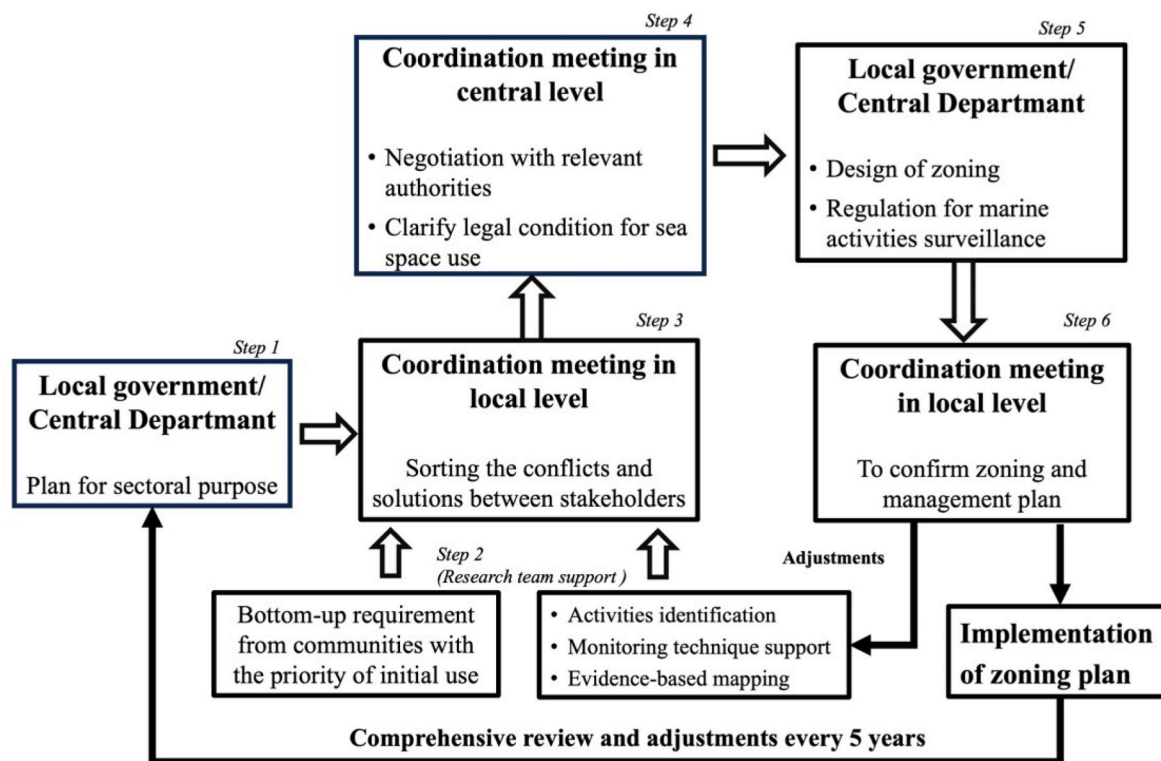 Step 1
Local government/
Central Departmant
Plan for sectoral purpose
Step 2
(Research team support )
Bottom-up requirement
from communities with
the priority of initial use
• Activities identification
• Monitoring technique support
• Evidence-based mapping
Step 3
Coordination meeting in
local level
Sorting the conflicts and
solutions between stakeholders
Step 4
Coordination meeting in
central level
• Negotiation with relevant
authorities
• Clarify legal condition for sea
space use
Step 5
Local government/
Central Departmant
• Design of zoning
• Regulation for marine
activities surveillance
Step 6
Coordination meeting
in local level
To confirm zoning and
management plan
Adjustments
Implementation
of zoning plan
Comprehensive review and adjustments every 5 years